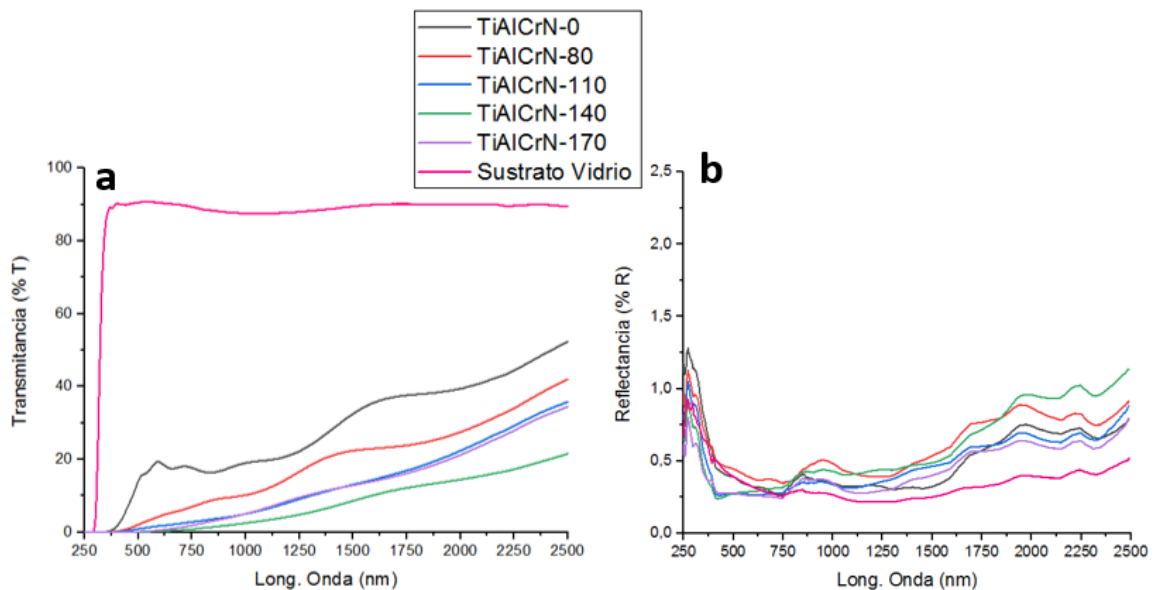 TiAlCrN-0
TiAlCrN-80
TiAlCrN-110
TiAlCrN-140
TiAlCrN-170
Sustrato Vidrio
a
Transmitancia (% T)
100
80
60
40
20
0
250 500 750 1000 1250 1500 1750 2000 2250 2500
Long. Onda (nm)
b
Reflectancia (% R)
2,5
2,0
1,5
1,0
0,5
0,0
250 500 750 1000 1250 1500 1750 2000 2250 2500
Long. Onda (nm)